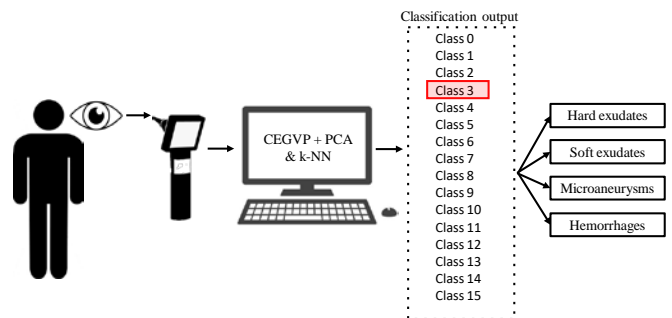 Classification output
Class 0
Class 1
Class 2
Class 3
Class 4
Class 5
Class 6
Class 7
Class 8
Class 9
Class 10
Class 11
Class 12
Class 13
Class 14
Class 15
CEGVP + PCA
& k-NN
Hard exudates
Soft exudates
Microaneurysms
Hemorrhages